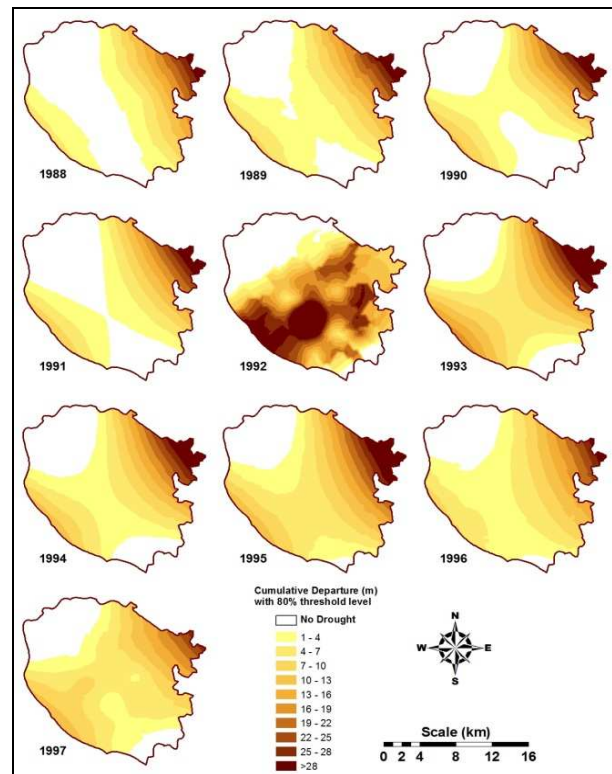 1988
1989
1990
1991
1992
1993
1994
1995
1996
1997
Cumulative Departure (m)
with 80% threshold level
No Drought
1 - 4
4 - 7
7 - 10
10 - 13
13 - 16
16 - 19
19 - 22
22 - 25
25 - 28
>28
N
W E
S
Scale (km)
0 2 4 8 12 16